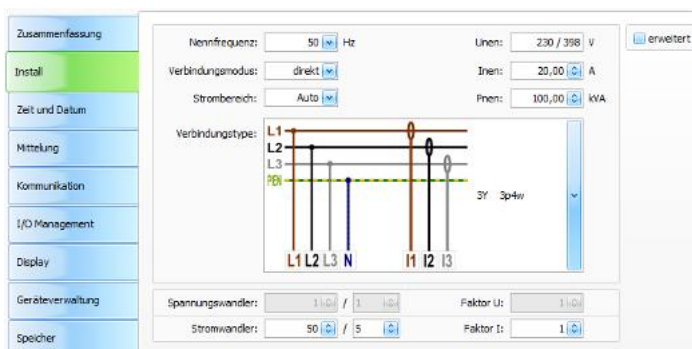 Zusammenfassung
Install
Zeit und Datum
Mittelung
Kommunikation
I/O Management
Display
Geräteverwaltung
Speicher
Nennfrequenz: 50 Hz Unen: 230 / 398 V erweitert
Verbindungsmodus: direkt Inen: 20,00 A
Strombereich: Auto Pnen: 100,00 kVA
Verbindungstype:
L1
L2
L3
PEN
3Y 3p4w
L1 L2 L3 N I1 I2 I3
Spannungswandler: 1 / 1 Faktor U: 1
Stromwandler: 50 / 5 Faktor I: 1